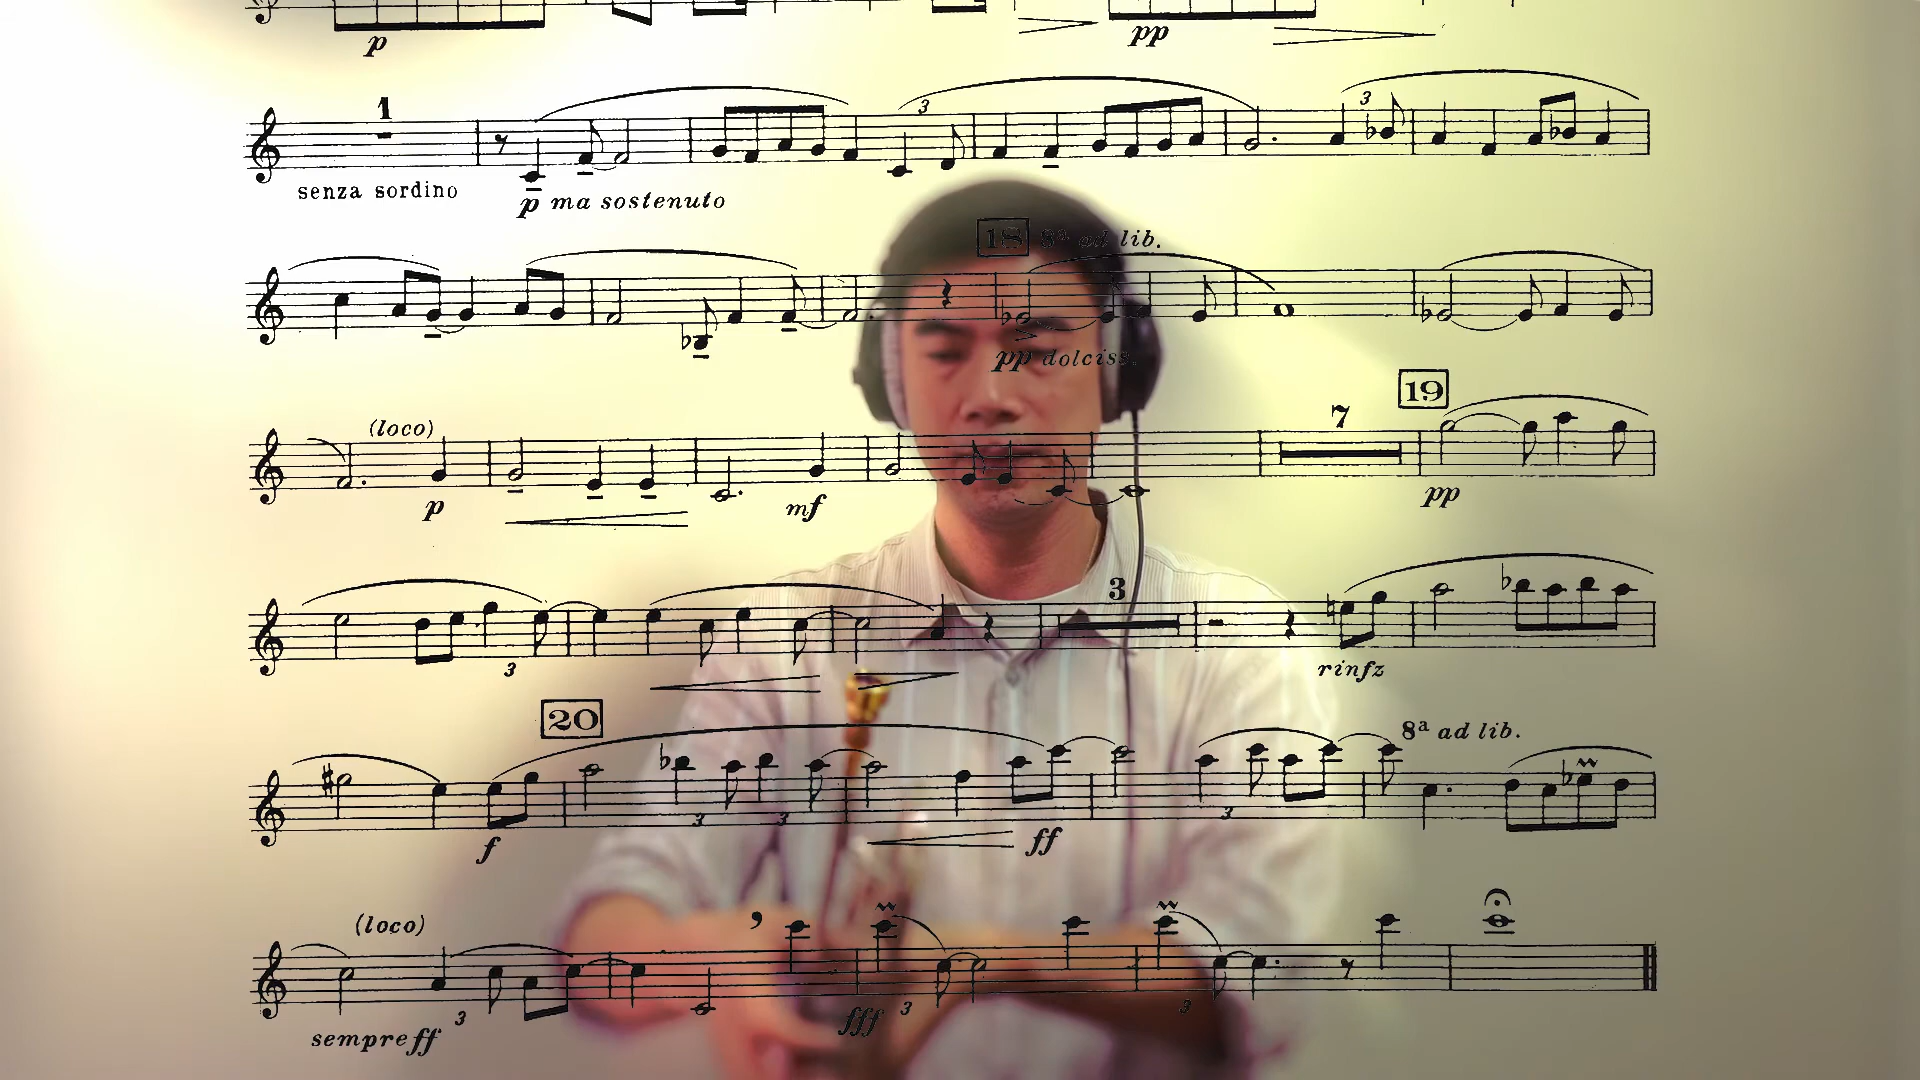 p pp
1 3 3
senza sordino p ma sostenuto
18 8ª ad lib.
pp dolciss.
19
(loco) 7
p mf pp
3
3 rinfz
20 8ª ad lib.
3 3 3
f ff
(loco) ,
3 3 3
sempre ff fff